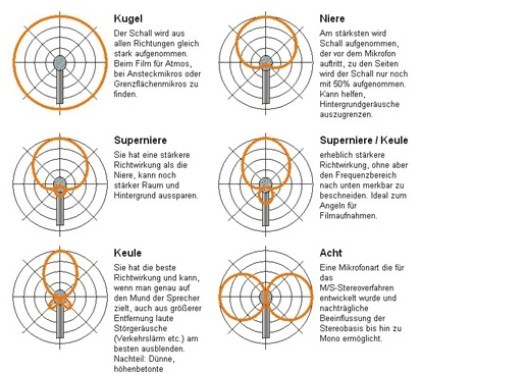 Kugel
Der Schall wird aus
allen Richtungen gleich
stark aufgenommen.
Beim Film für Atmos,
bei Ansteckmikros oder
Grenzflächenmikros zu
finden.
Niere
Am stärksten wird
Schall aufgenommen,
der vor dem Mikrofon
auftritt, zu den Seiten
wird der Schall nur noch
mit 50% aufgenommen.
Kann helfen,
Hintergrundgeräusche
auszugrenzen.
Superniere
Sie hat eine stärkere
Richtwirkung als die
Niere, kann noch
stärker Raum und
Hintergrund aussparen.
Superniere / Keule
erheblich stärkere
Richtwirkung, ohne aber
den Frequenzbereich
nach unten merkbar zu
beschneiden. Ideal zum
Angeln für
Filmaufnahmen.
Keule
Sie hat die beste
Richtwirkung und kann,
wenn man genau auf
den Mund der Sprecher
zielt, auch aus größerer
Entfernung laute
Störgeräusche
(Verkehrslärm etc.) am
besten ausblenden.
Nachteil: Dünne,
höhenbetonte
Acht
Eine Mikrofonart die für
das
M/S-Stereoverfahren
entwickelt wurde und
nachträgliche
Beeinflussung der
Stereobasis bis hin zu
Mono ermöglicht.